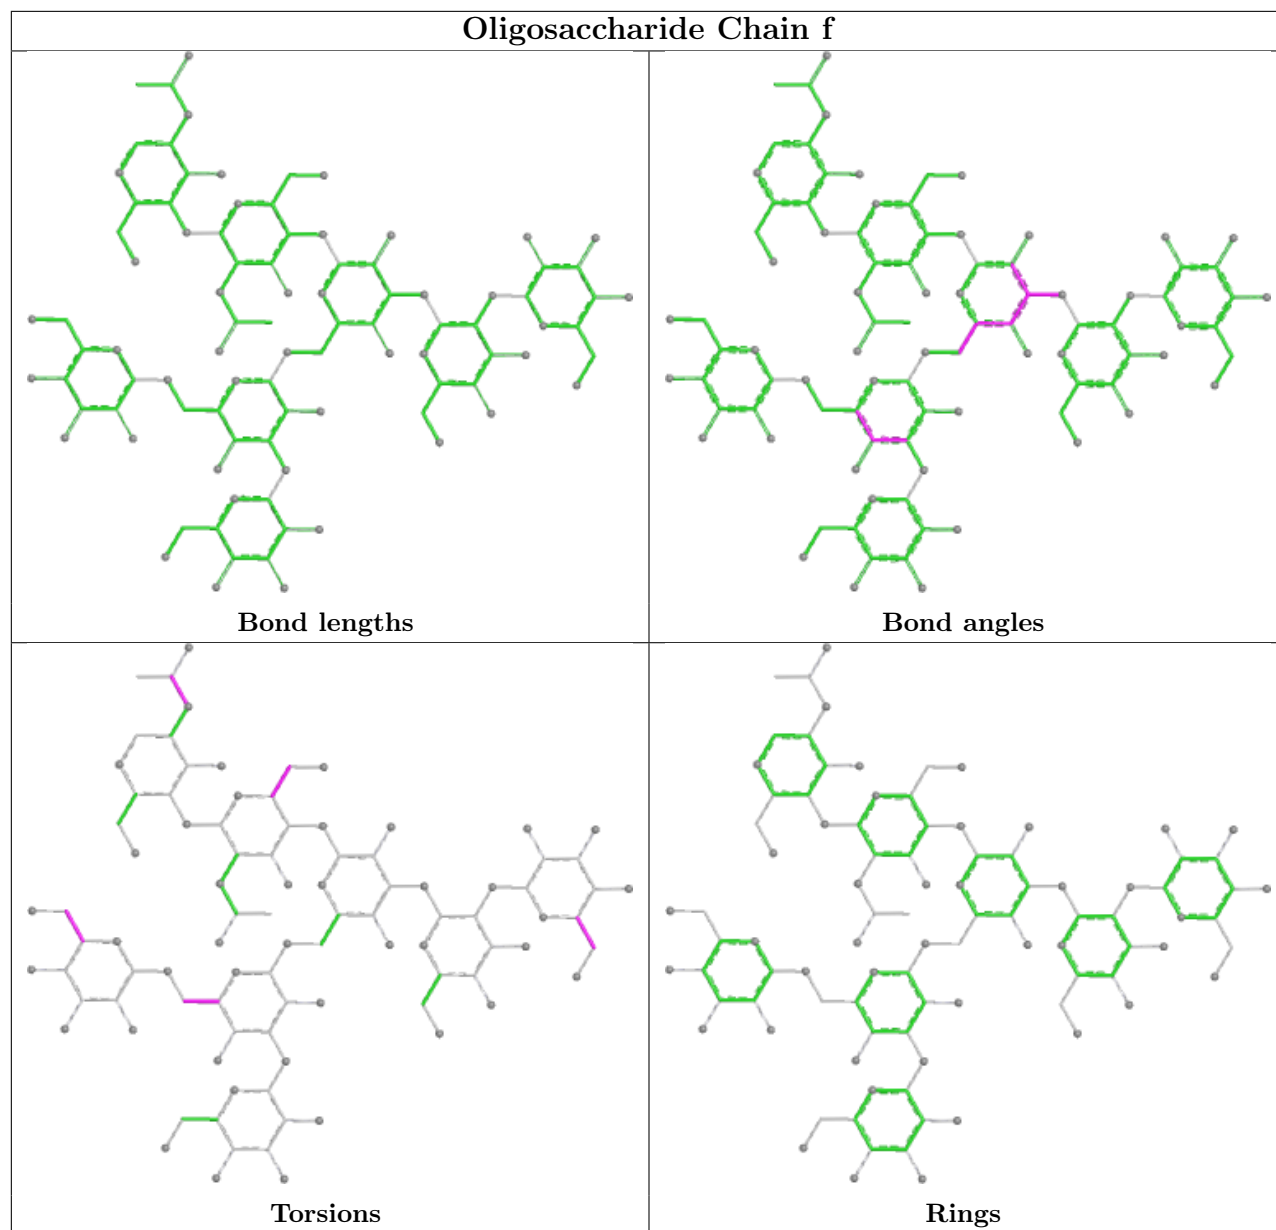 Oligosaccharide Chain f
Bond lengths
Bond angles
Torsions
Rings